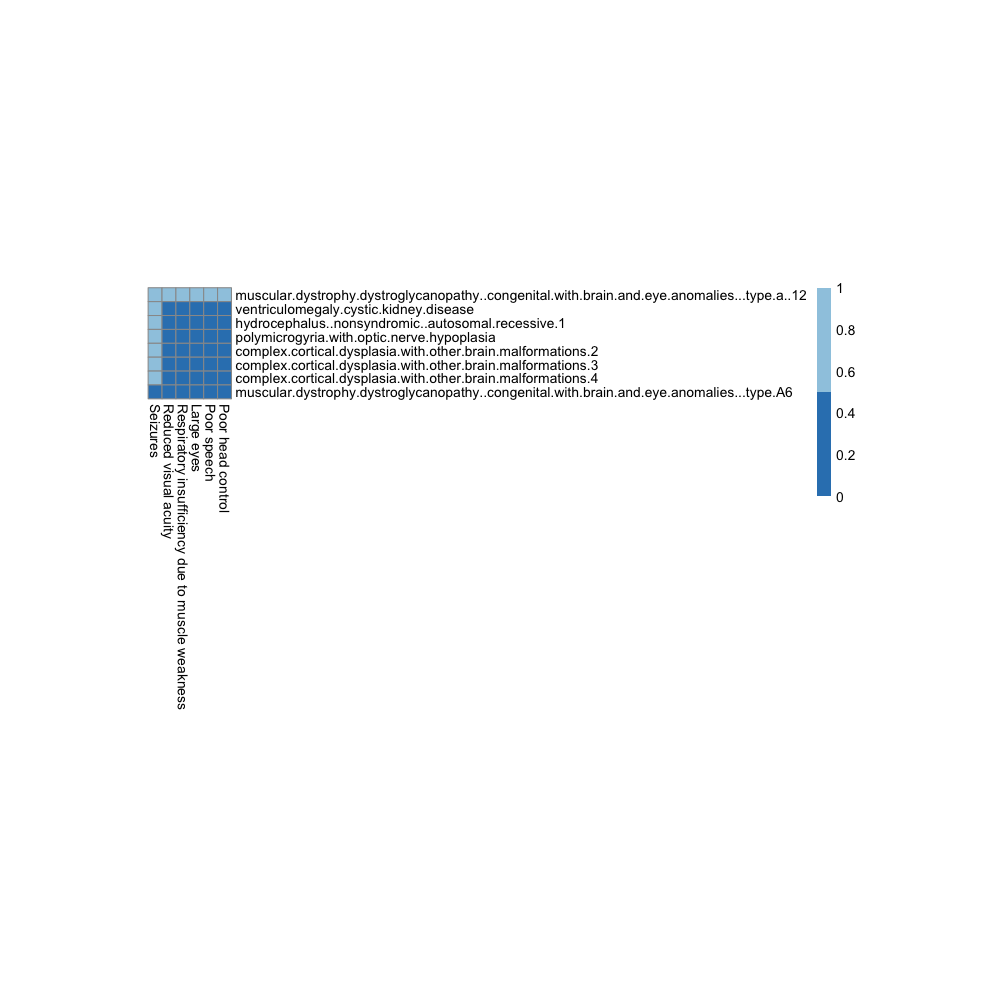 muscular.dystrophy.dystroglycanopathy..congenital.with.brain.and.eye.anomalies...type.a..12
ventriculomegaly.cystic.kidney.disease
hydrocephalus..nonsyndromic..autosomal.recessive.1
polymicrogyria.with.optic.nerve.hypoplasia
complex.cortical.dysplasia.with.other.brain.malformations.2
complex.cortical.dysplasia.with.other.brain.malformations.3
complex.cortical.dysplasia.with.other.brain.malformations.4
muscular.dystrophy.dystroglycanopathy..congenital.with.brain.and.eye.anomalies...type.A6
Seizures
Reduced visual acuity
Respiratory insufficiency due to muscle weakness
Large eyes
Poor speech
Poor head control
1
0.8
0.6
0.4
0.2
0